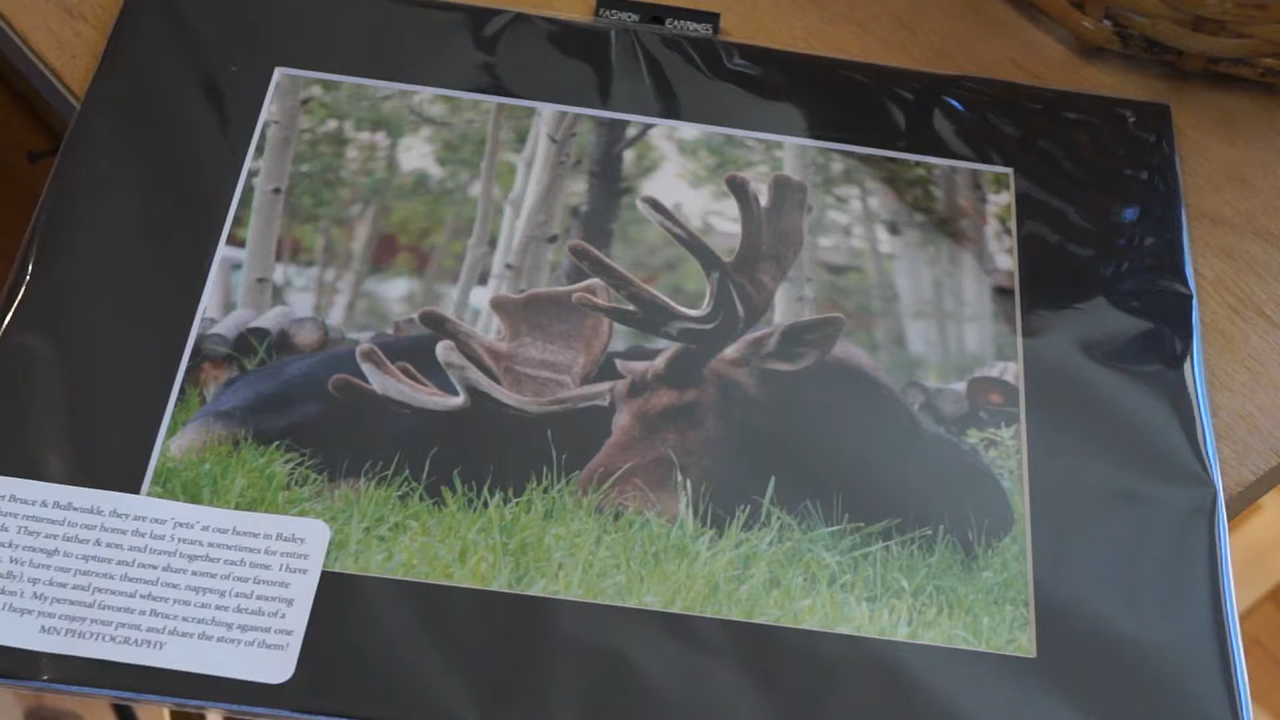 FASHION EARRINGS
Bruce & Bullwinkle, they are our "pets" at our home in Bailey.
have returned to our home the last 5 years, sometimes for entire
They are father & son, and travel together each time. I have
enough to capture and now share some of our favorite
We have our patriotic themed one, napping (and snoring
up close and personal where you can see details of a
don't. My personal favorite is Bruce scratching against one
I hope you enjoy your print, and share the story of them!
MN PHOTOGRAPHY